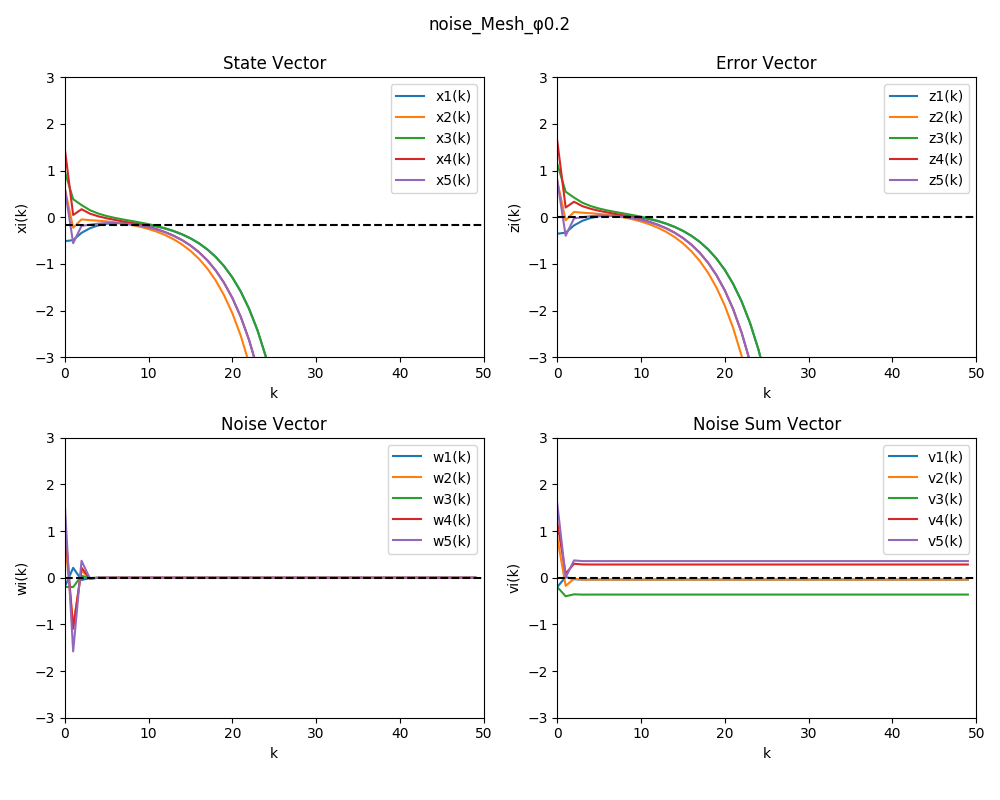 noise_Mesh_φ0.2
State Vector
xi(k)
3
2
1
0
−1
−2
−3
0 10 20 30 40 50
k
x1(k)
x2(k)
x3(k)
x4(k)
x5(k)
Error Vector
zi(k)
3
2
1
0
−1
−2
−3
0 10 20 30 40 50
k
z1(k)
z2(k)
z3(k)
z4(k)
z5(k)
Noise Vector
wi(k)
3
2
1
0
−1
−2
−3
0 10 20 30 40 50
k
w1(k)
w2(k)
w3(k)
w4(k)
w5(k)
Noise Sum Vector
vi(k)
3
2
1
0
−1
−2
−3
0 10 20 30 40 50
k
v1(k)
v2(k)
v3(k)
v4(k)
v5(k)